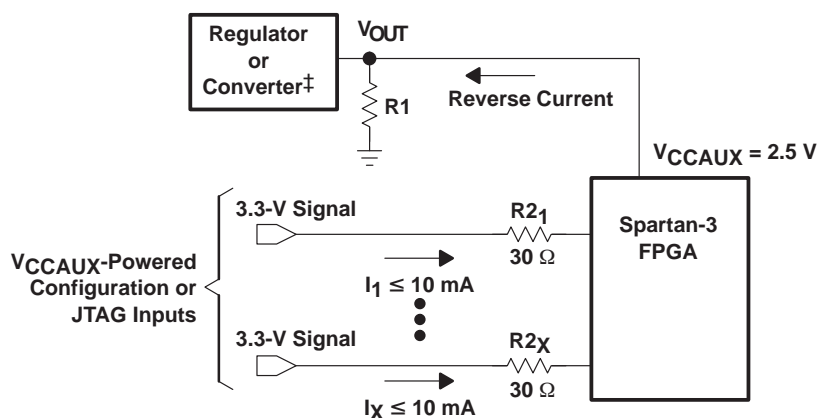 Regulator
or
Converter‡
VOUT
R1
Reverse Current
VCCAUX = 2.5 V
3.3-V Signal
R21
30 Ω
I1 ≤ 10 mA
Spartan-3
FPGA
VCCAUX-Powered
Configuration or
JTAG Inputs
3.3-V Signal
R2X
30 Ω
IX ≤ 10 mA